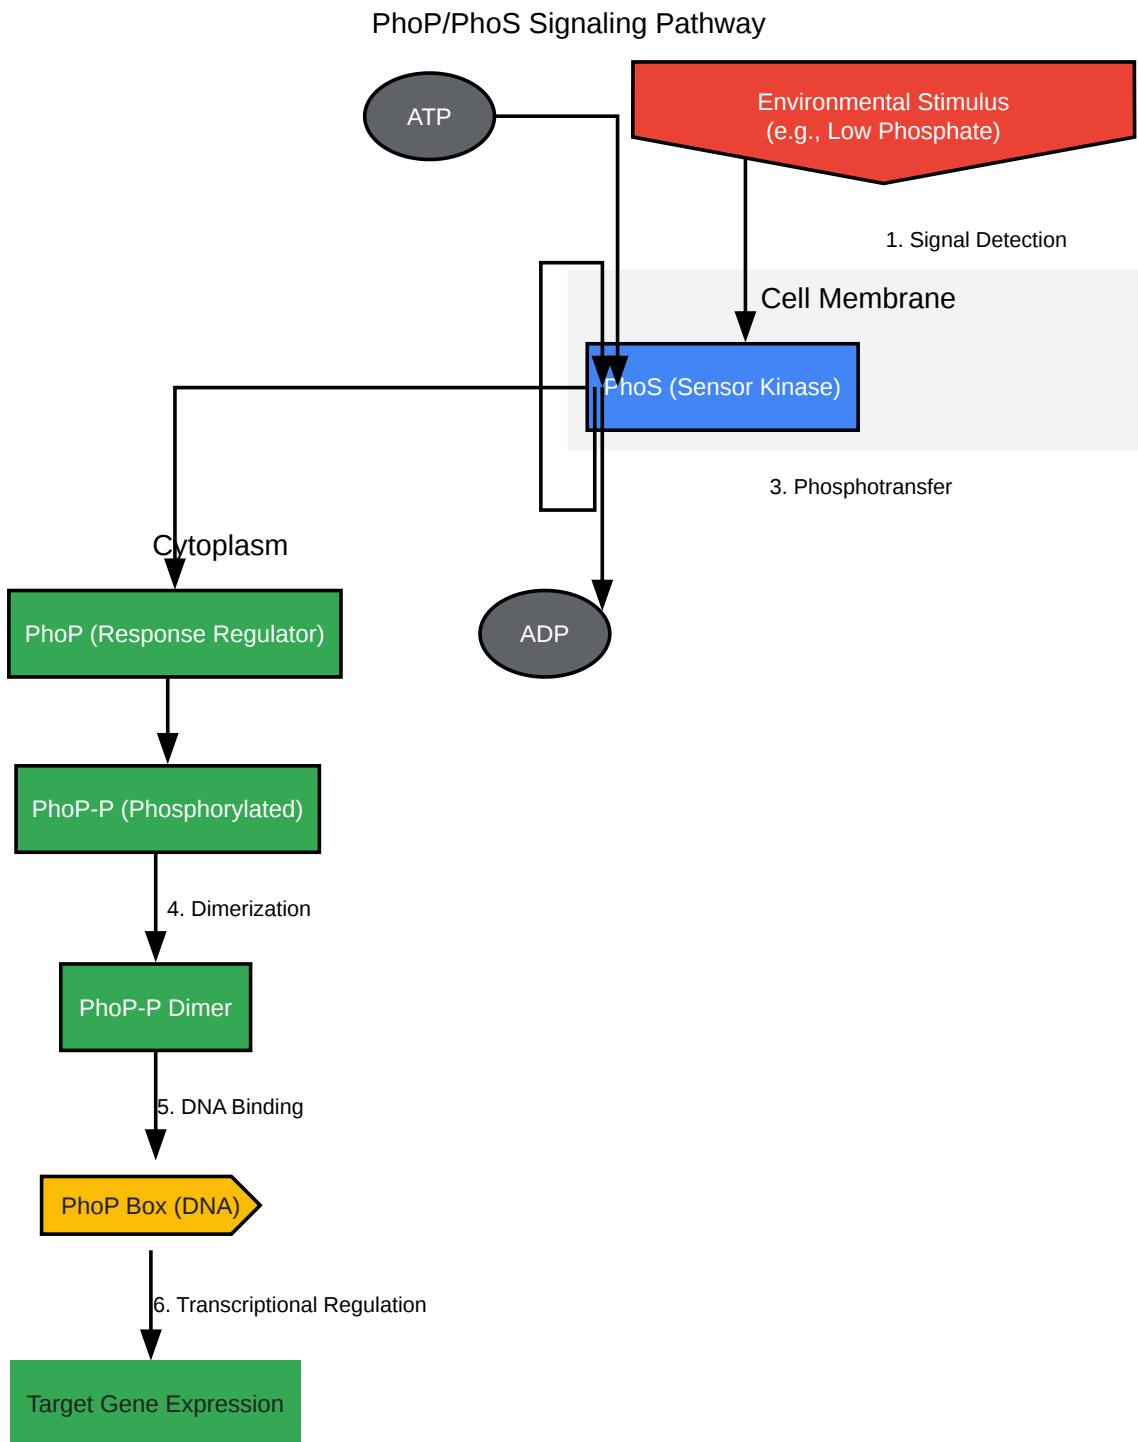 PhoP/PhoS Signaling Pathway
ATP
Environmental Stimulus
(e.g., Low Phosphate)
1. Signal Detection
Cell Membrane
PhoS (Sensor Kinase)
3. Phosphotransfer
Cytoplasm
PhoP (Response Regulator)
ADP
PhoP-P (Phosphorylated)
4. Dimerization
PhoP-P Dimer
5. DNA Binding
PhoP Box (DNA)
6. Transcriptional Regulation
Target Gene Expression